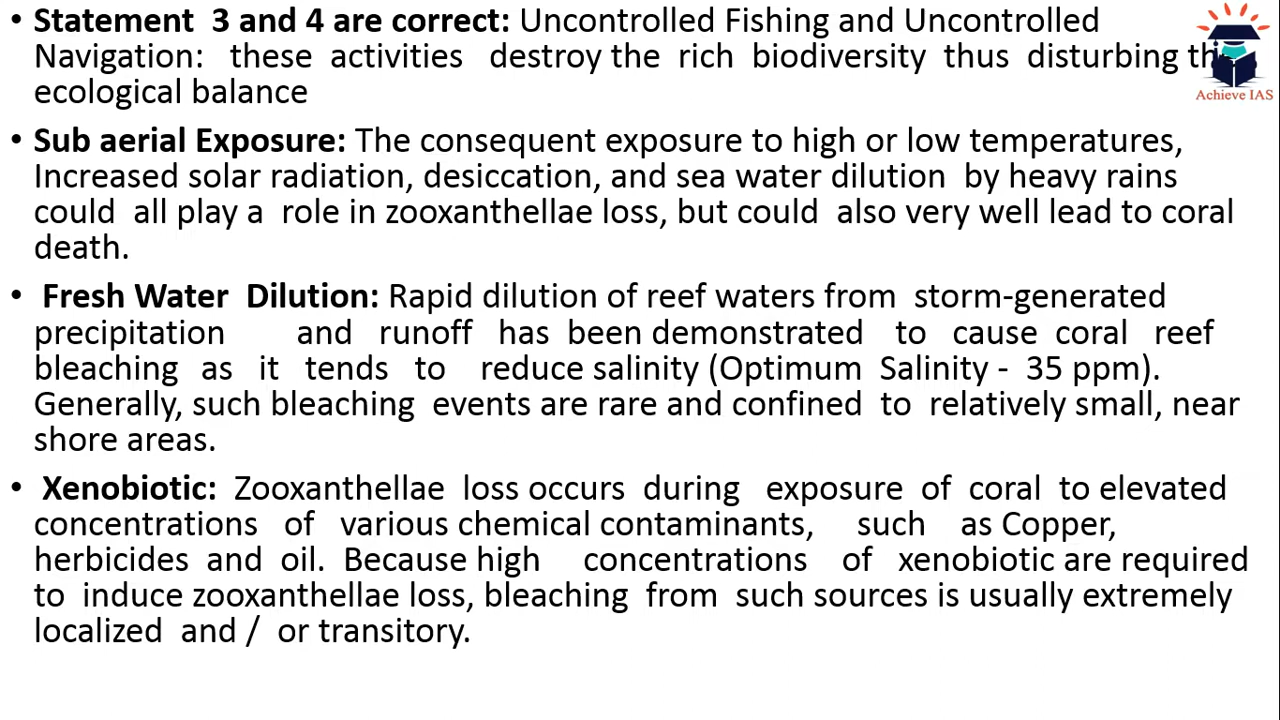 • Statement 3 and 4 are correct: Uncontrolled Fishing and Uncontrolled
Navigation: these activities destroy the rich biodiversity thus disturbing th
ecological balance
Achieve IAS
• Sub aerial Exposure: The consequent exposure to high or low temperatures,
Increased solar radiation, desiccation, and sea water dilution by heavy rains
could all play a role in zooxanthellae loss, but could also very well lead to coral
death.
• Fresh Water Dilution: Rapid dilution of reef waters from storm-generated
precipitation and runoff has been demonstrated to cause coral reef
bleaching as it tends to reduce salinity (Optimum Salinity - 35 ppm).
Generally, such bleaching events are rare and confined to relatively small, near
shore areas.
• Xenobiotic: Zooxanthellae loss occurs during exposure of coral to elevated
concentrations of various chemical contaminants, such as Copper,
herbicides and oil. Because high concentrations of xenobiotic are required
to induce zooxanthellae loss, bleaching from such sources is usually extremely
localized and / or transitory.